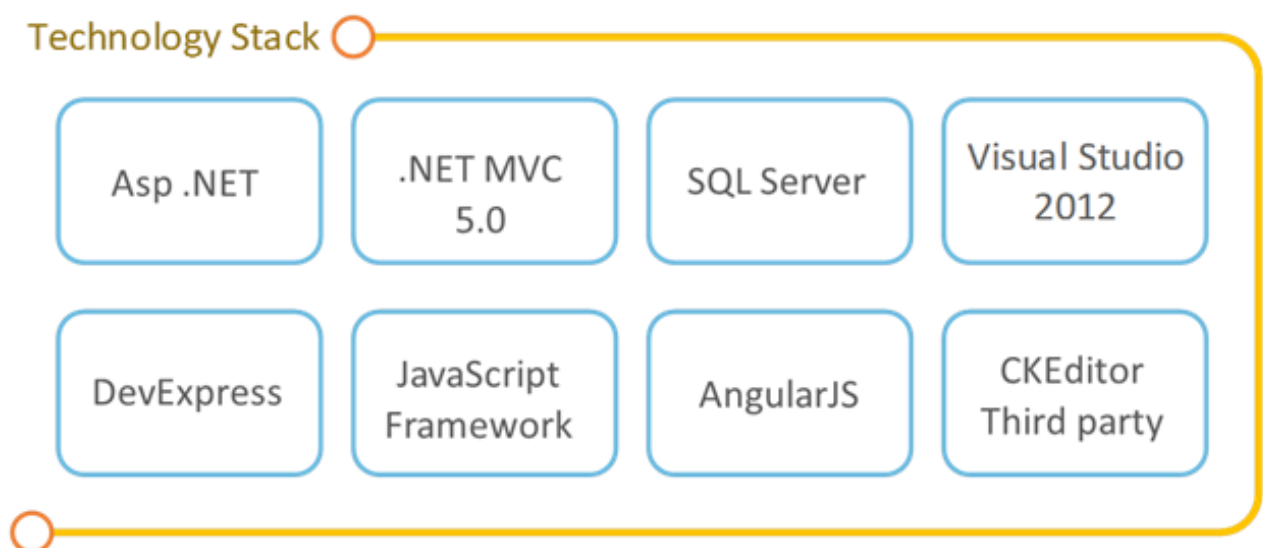 Technology Stack
Asp .NET
.NET MVC
5.0
SQL Server
Visual Studio
2012
DevExpress
JavaScript
Framework
AngularJS
CKEditor
Third party